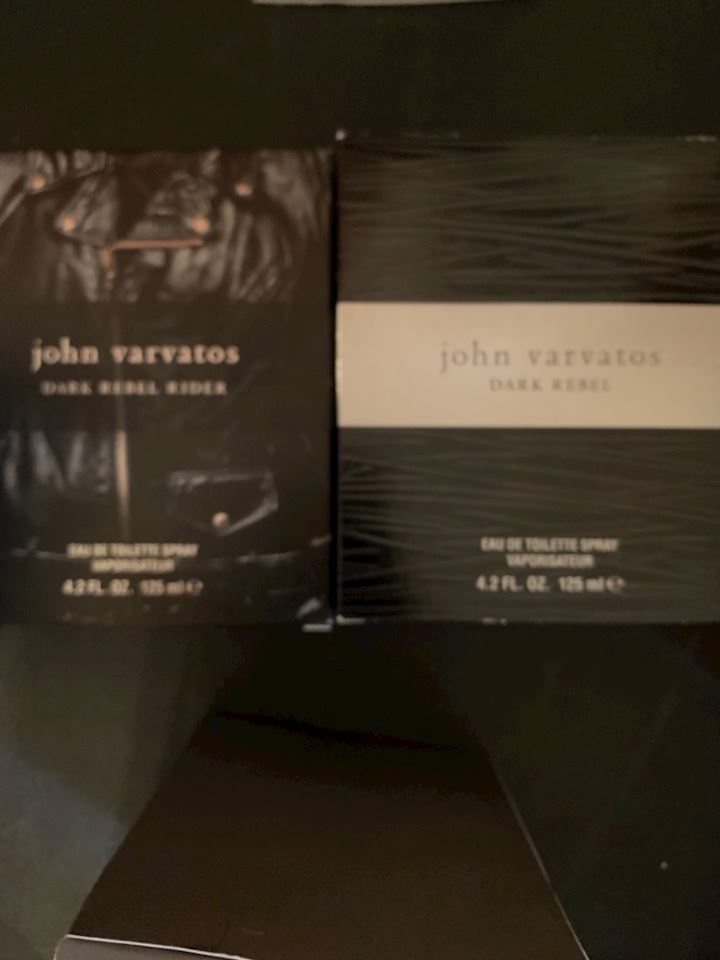 john varvatos
DARK REBEL RIDER
EAU DE TOILETTE SPRAY
VAPORISATEUR
4.2 FL. OZ. 125 ml ℮
john varvatos
DARK REBEL
EAU DE TOILETTE SPRAY
VAPORISATEUR
4.2 FL. OZ. 125 ml ℮